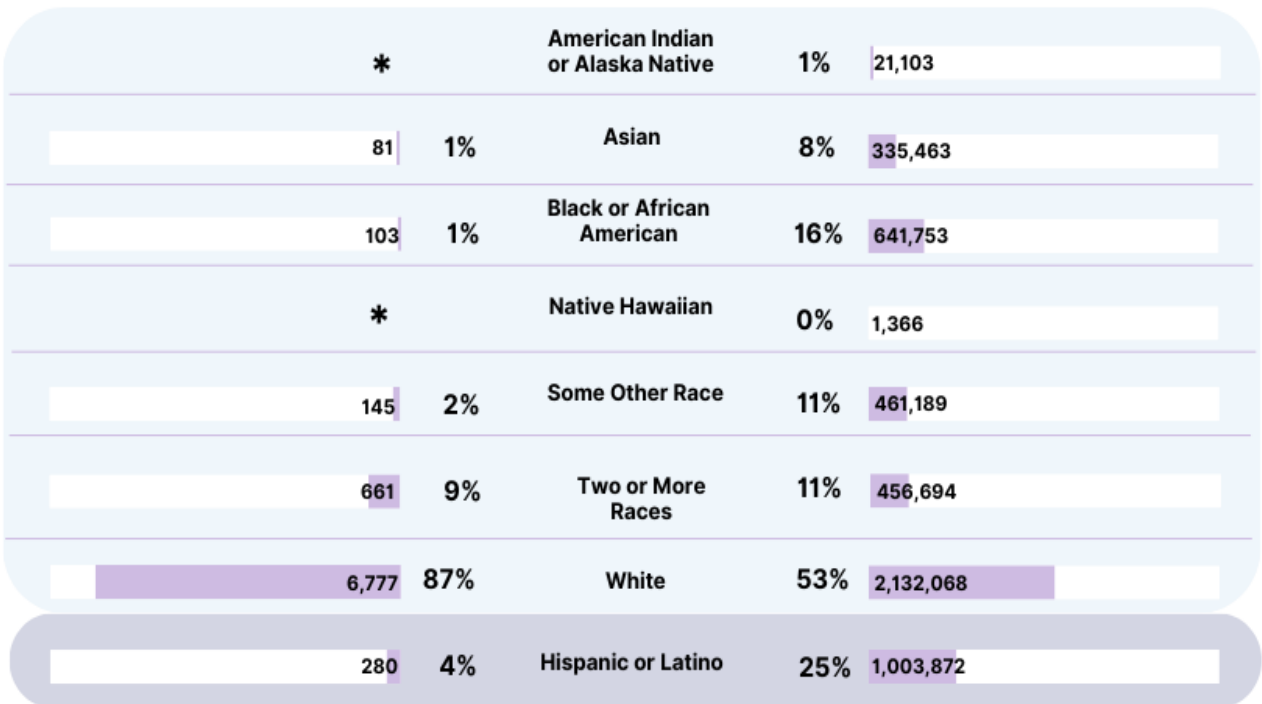 American Indian
or Alaska Native
* 1% 21,103
81 1% Asian 8% 335,463
Black or African
American
103 1% 16% 641,753
* Native Hawaiian 0% 1,366
145 2% Some Other Race 11% 461,189
661 9% Two or More
Races
11% 456,694
6,777 87% White 53% 2,132,068
280 4% Hispanic or Latino 25% 1,003,872